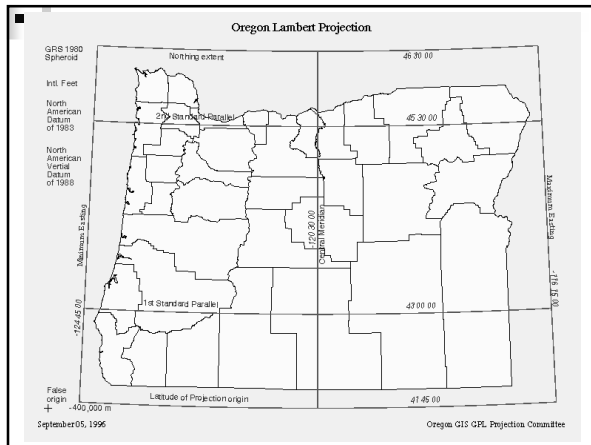 Oregon Lambert Projection
GRS 1980
Spheroid
Northing extent
46 30 00
Intl. Feet
North
American
Datum
of 1983
2nd Standard Parallel
45 30 00
North
American
Vertial
Datum
of 1988
Minimum Easting
-124 45 00
-120 30 00
Central Meridian
Maximum Easting
-116 15 00
1st Standard Parallel
43 00 00
False
origin
-400,000 m
Latitude of Projection origin
41 45 00
September 05, 1996
Oregon GIS GPL Projection Committee